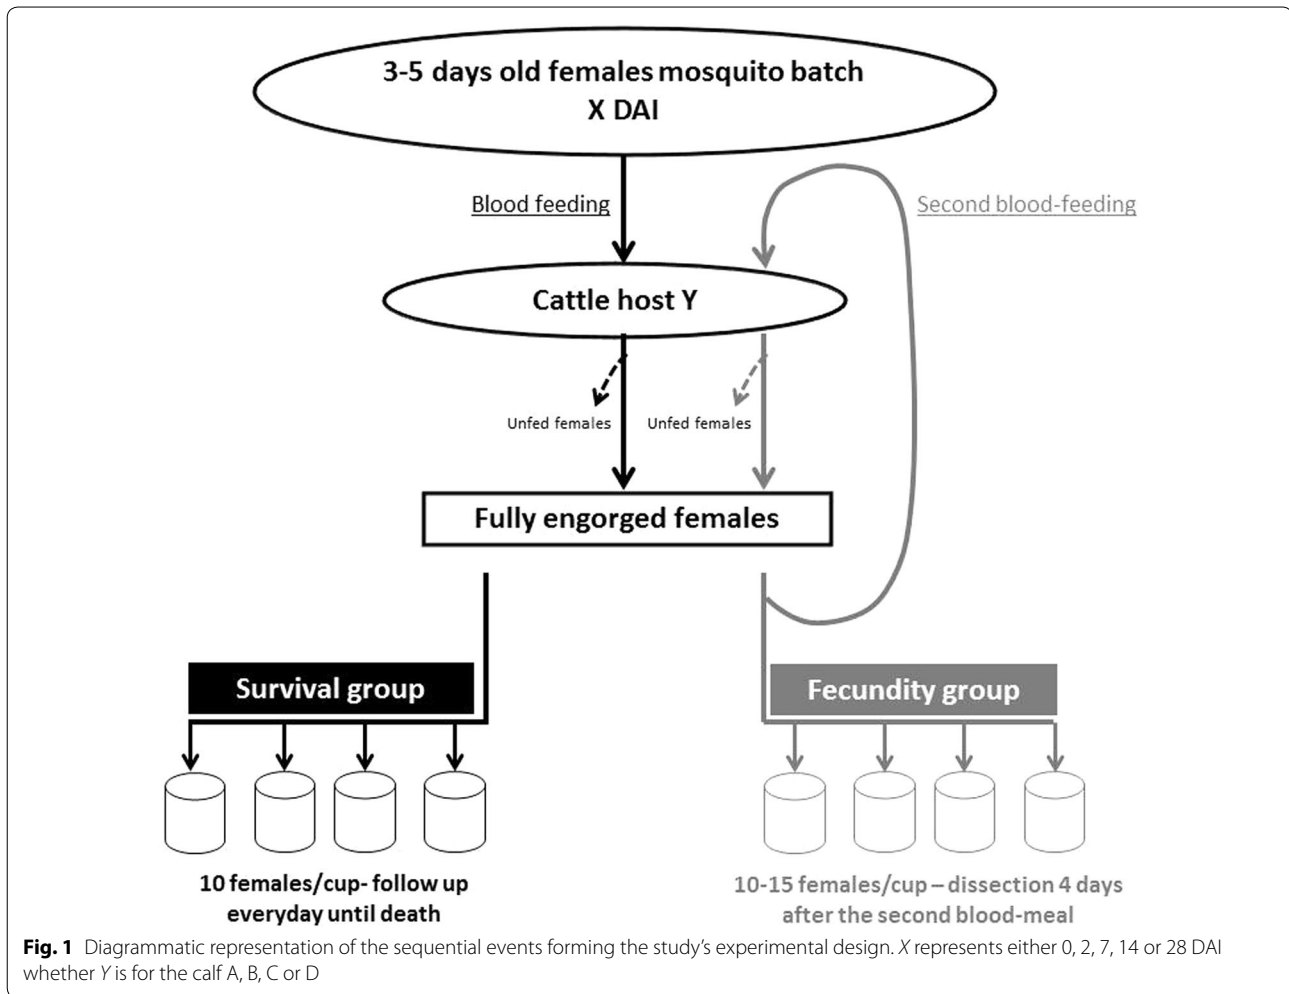 3-5 days old females mosquito batch
X DAI
Blood feeding
Second blood-feeding
Cattle host Y
Unfed females
Unfed females
Fully engorged females
Survival group
Fecundity group
10 females/cup- follow up
everyday until death
10-15 females/cup – dissection 4 days
after the second blood-meal
Fig. 1 Diagrammatic representation of the sequential events forming the study's experimental design. X represents either 0, 2, 7, 14 or 28 DAI
whether Y is for the calf A, B, C or D